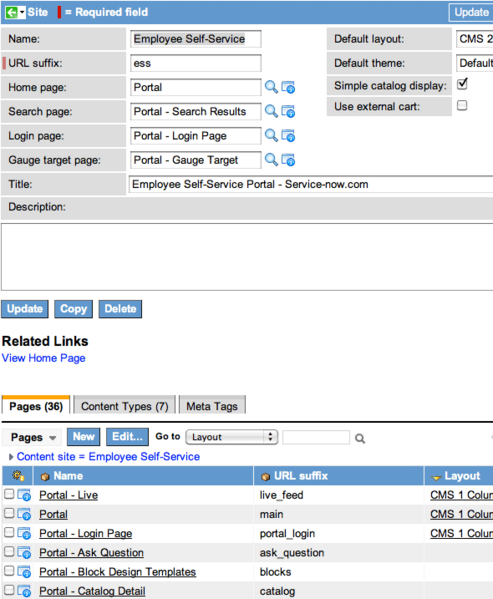 Site = Required field Update
Name: Employee Self-Service Default layout: CMS 2
URL suffix: ess Default theme: Default
Home page: Portal Simple catalog display:
Search page: Portal - Search Results Use external cart:
Login page: Portal - Login Page
Gauge target page: Portal - Gauge Target
Title: Employee Self-Service Portal - Service-now.com
Description:
Update Copy Delete
Related Links
View Home Page
Pages (36) Content Types (7) Meta Tags
Pages New Edit... Go to Layout
Content site = Employee Self-Service
Name URL suffix Layout
Portal - Live live_feed CMS 1 Colum
Portal main CMS 1 Colum
Portal - Login Page portal_login CMS 1 Colum
Portal - Ask Question ask_question
Portal - Block Design Templates blocks
Portal - Catalog Detail catalog